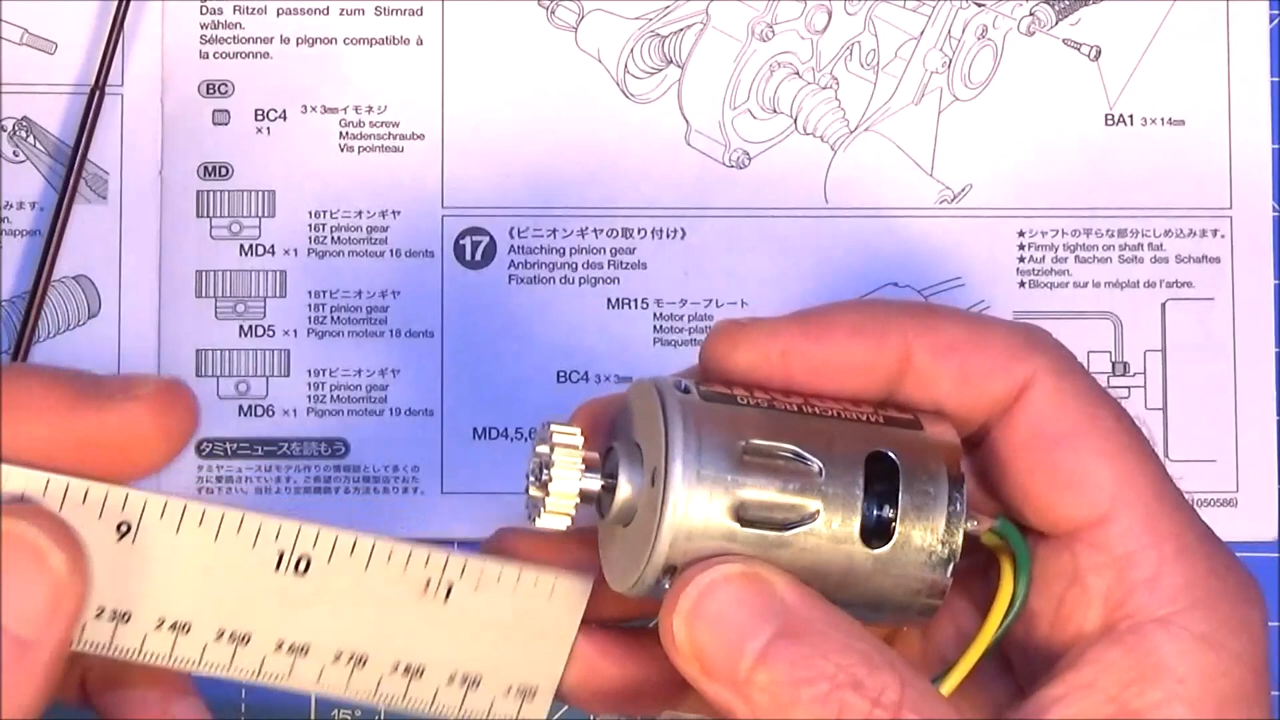 Das Ritzel passend zum Stirnrad
wählen.
Sélectionner le pignon compatible à
la couronne.
BC
BC4
×1
3×3㎜イモネジ
Grub screw
Madenschraube
Vis pointeau
MD
16Tピニオンギヤ
16T pinion gear
16Z Motorritzel
MD4 ×1 Pignon moteur 16 dents
18Tピニオンギヤ
18T pinion gear
18Z Motorritzel
MD5 ×1 Pignon moteur 18 dents
19Tピニオンギヤ
19T pinion gear
19Z Motorritzel
MD6 ×1 Pignon moteur 19 dents
タミヤニュースを読もう
BA1 3×14㎜
17
《ピニオンギヤの取り付け》
Attaching pinion gear
Anbringung des Ritzels
Fixation du pignon
★シャフトの平らな部分にしめ込みます。
★Firmly tighten on shaft flat.
★Auf der flachen Seite des Schaftes
festziehen.
★Bloquer sur le méplat de l'arbre.
MR15 モータープレート
Motor plate
Motor-platt
Plaquette
BC4 3×3㎜
MD4,5,6
みます。
MABUCHI RS-540
1050586)
9 10 11
230 240 250 260 270 280 290 300
15°